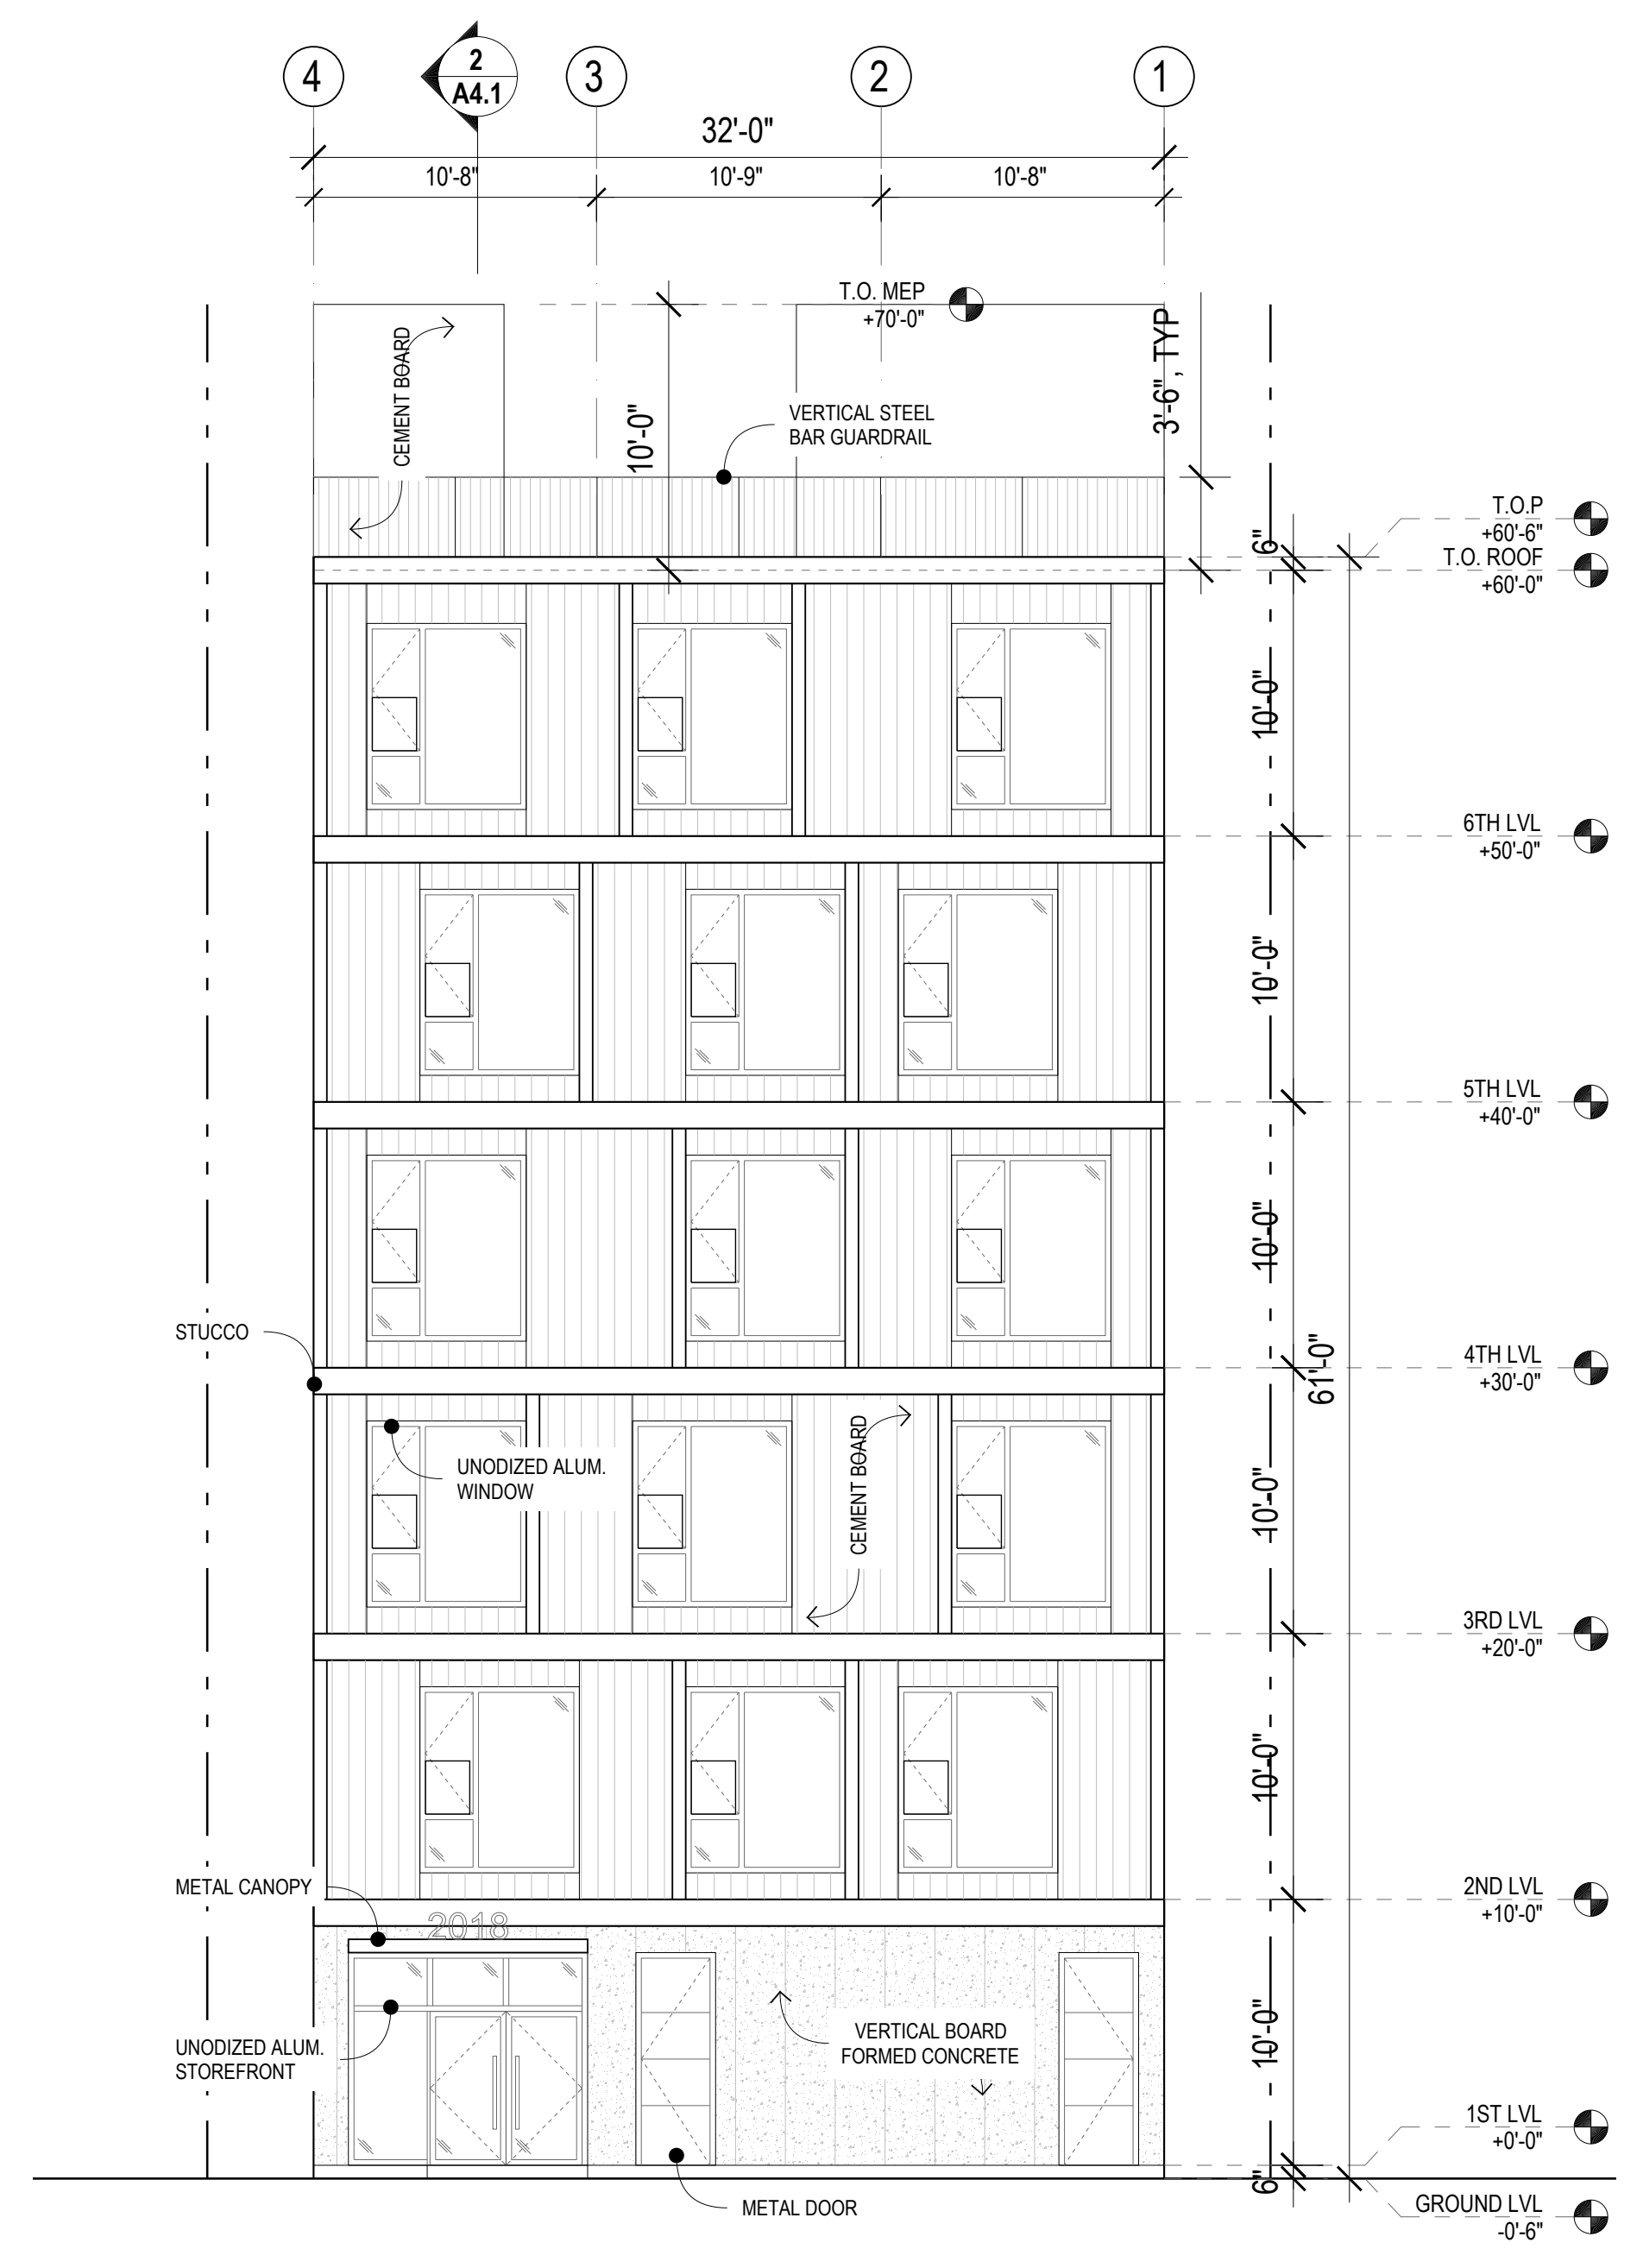 4
2
A4.1
3
2
1
32'-0"
10'-8"
10'-9"
10'-8"
T.O. MEP
+70'-0"
CEMENT BOARD
10'-0"
VERTICAL STEEL
BAR GUARDRAIL
3'-6", TYP
6"
T.O.P
+60'-6"
T.O. ROOF
+60'-0"
10'-0"
6TH LVL
+50'-0"
10'-0"
5TH LVL
+40'-0"
10'-0"
STUCCO
61'-0"
4TH LVL
+30'-0"
UNODIZED ALUM.
WINDOW
CEMENT BOARD
10'-0"
3RD LVL
+20'-0"
10'-0"
METAL CANOPY
2018
2ND LVL
+10'-0"
UNODIZED ALUM.
STOREFRONT
VERTICAL BOARD
FORMED CONCRETE
10'-0"
1ST LVL
+0'-0"
6"
METAL DOOR
GROUND LVL
-0'-6"